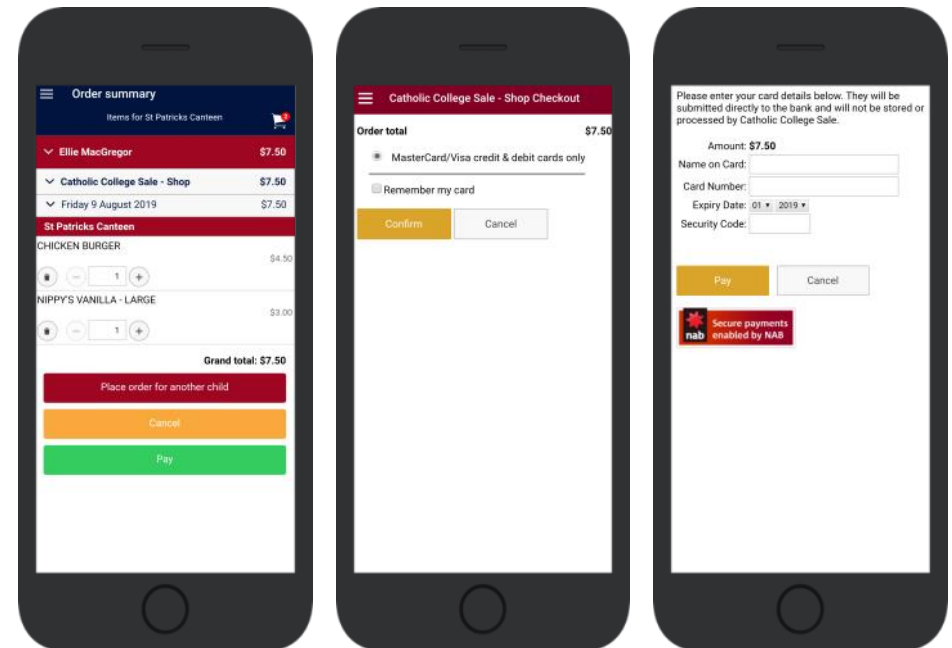 Order summary
Items for St Patricks Canteen
2
Ellie MacGregor $7.50
Catholic College Sale - Shop $7.50
Friday 9 August 2019 $7.50
St Patricks Canteen
CHICKEN BURGER
$4.50
1
NIPPY'S VANILLA - LARGE
$3.00
1
Grand total: $7.50
Place order for another child
Cancel
Pay
Catholic College Sale - Shop Checkout
Order total $7.50
MasterCard/Visa credit & debit cards only
Remember my card
Confirm Cancel
Please enter your card details below. They will be
submitted directly to the bank and will not be stored or
processed by Catholic College Sale.
Amount: $7.50
Name on Card:
Card Number:
Expiry Date: 01 2019
Security Code:
Pay Cancel
nab Secure payments
enabled by NAB